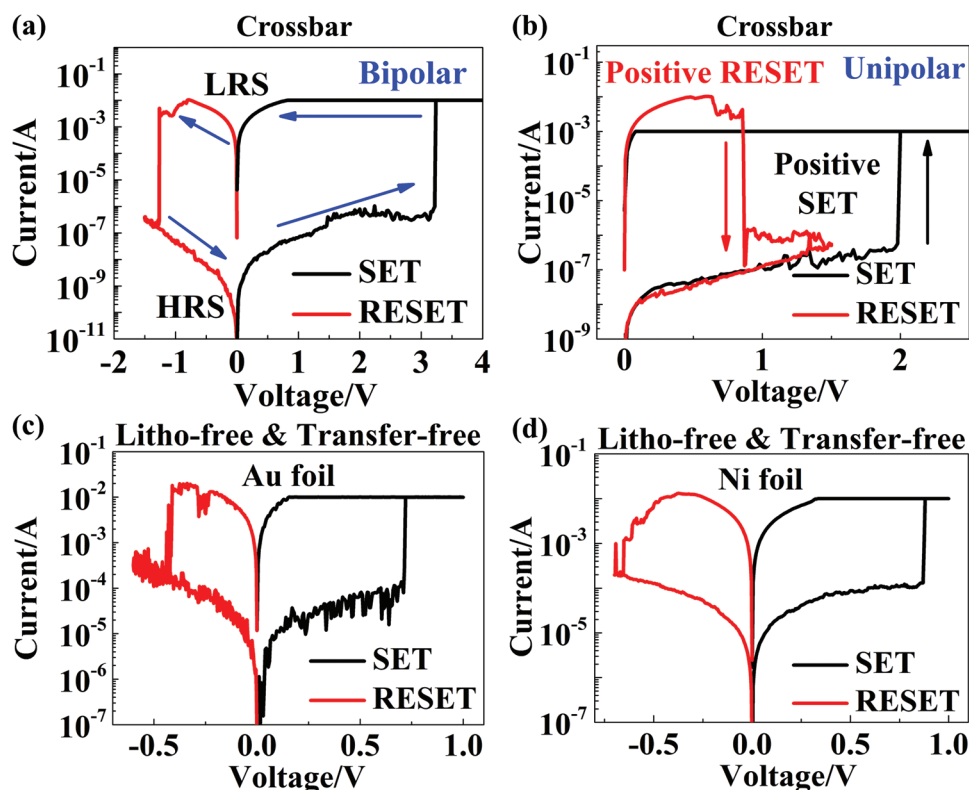 (a)
Crossbar
Bipolar
LRS
HRS
SET
RESET
Current/A
10^-1
10^-3
10^-5
10^-7
10^-9
10^-11
-2 -1 0 1 2 3 4
Voltage/V
(b)
Crossbar
Positive RESET
Unipolar
Positive
SET
SET
RESET
Current/A
10^-1
10^-3
10^-5
10^-7
10^-9
0 1 2
Voltage/V
(c)
Litho-free & Transfer-free
Au foil
SET
RESET
Current/A
10^-1
10^-2
10^-3
10^-4
10^-5
10^-6
10^-7
-0.5 0.0 0.5 1.0
Voltage/V
(d)
Litho-free & Transfer-free
Ni foil
SET
RESET
Current/A
10^-1
10^-3
10^-5
10^-7
-0.5 0.0 0.5 1.0
Voltage/V